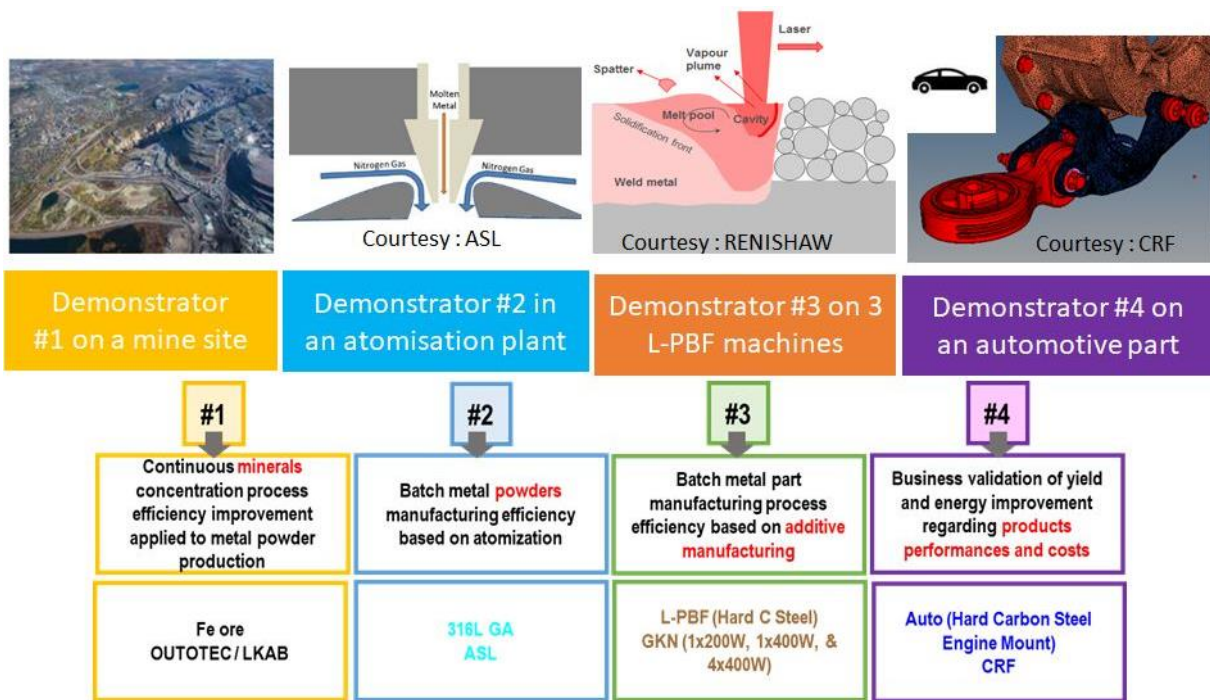 Molten
Metal
Nitrogen Gas
Nitrogen Gas
Courtesy : ASL
Laser
Vapour
plume
Spatter
Melt pool
Cavity
Solidification front
Weld metal
Courtesy : RENISHAW
Courtesy : CRF
Demonstrator
#1 on a mine site
Demonstrator #2 in
an atomisation plant
Demonstrator #3 on 3
L-PBF machines
Demonstrator #4 on
an automotive part
#1
Continuous minerals
concentration process
efficiency improvement
applied to metal powder
production
Fe ore
OUTOTEC / LKAB
#2
Batch metal powders
manufacturing efficiency
based on atomization
316L GA
ASL
#3
Batch metal part
manufacturing process
efficiency based on additive
manufacturing
L-PBF (Hard C Steel)
GKN (1x200W, 1x400W, &
4x400W)
#4
Business validation of yield
and energy improvement
regarding products
performances and costs
Auto (Hard Carbon Steel
Engine Mount)
CRF